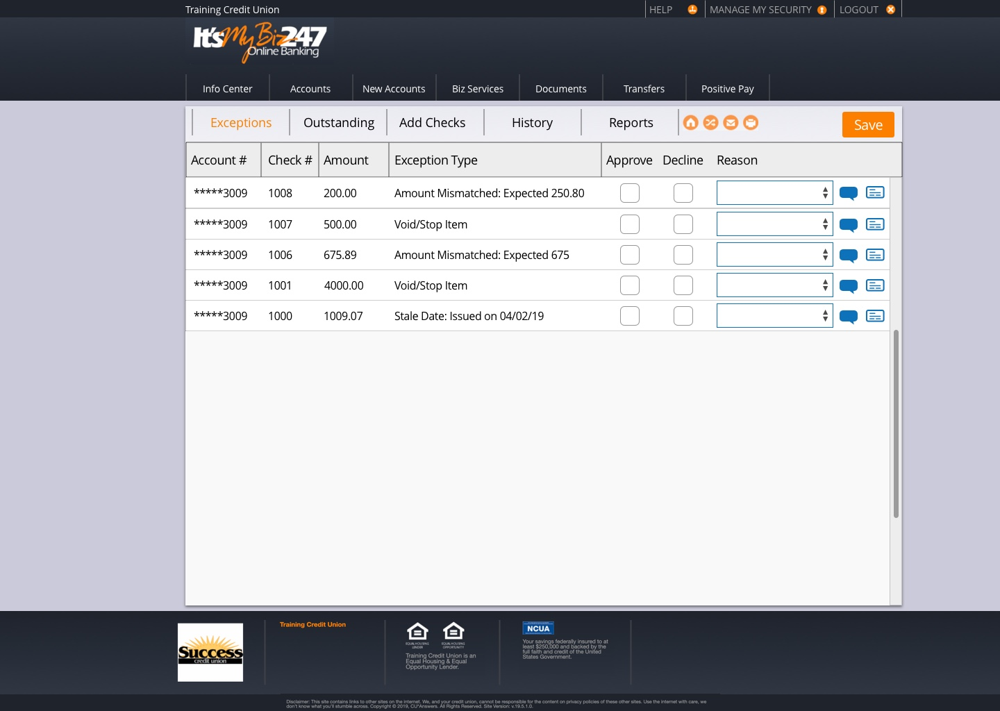 Training Credit Union
HELP
MANAGE MY SECURITY
LOGOUT
It's My Biz 247
Online Banking
Info Center
Accounts
New Accounts
Biz Services
Documents
Transfers
Positive Pay
Exceptions
Outstanding
Add Checks
History
Reports
Save
Account # Check # Amount Exception Type Approve Decline Reason
*****3009 1008 200.00 Amount Mismatched: Expected 250.80
*****3009 1007 500.00 Void/Stop Item
*****3009 1006 675.89 Amount Mismatched: Expected 675
*****3009 1001 4000.00 Void/Stop Item
*****3009 1000 1009.07 Stale Date: Issued on 04/02/19
Success
credit union
Training Credit Union
EQUAL HOUSING
LENDER
EQUAL HOUSING
OPPORTUNITY
Training Credit Union is an
Equal Housing & Equal
Opportunity Lender.
NCUA
Your savings federally insured to at
least $250,000 and backed by the
full faith and credit of the United
States Government.
Disclaimer: This site contains links to other sites on the internet. We, and your credit union, cannot be responsible for the content on privacy policies of these other sites. Use the internet with care, we
don't know what you'll stumble across. Copyright © 2019, CU*Answers. All Rights Reserved. Site Version: v.19.5.1.0.